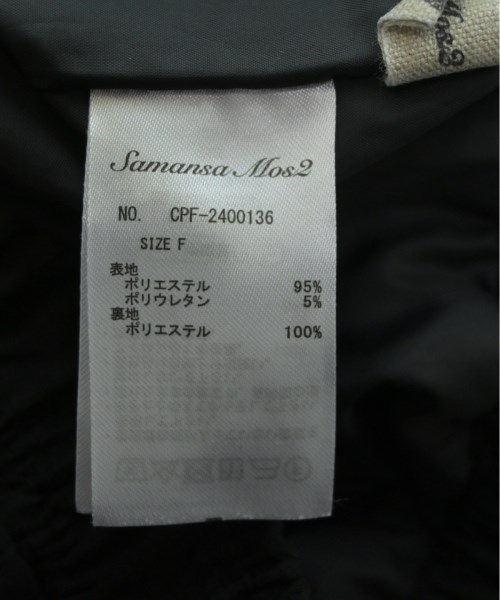 Samansa Mos2
NO. CPF-2400136
SIZE F
表地
ポリエステル 95%
ポリウレタン 5%
裏地
ポリエステル 100%